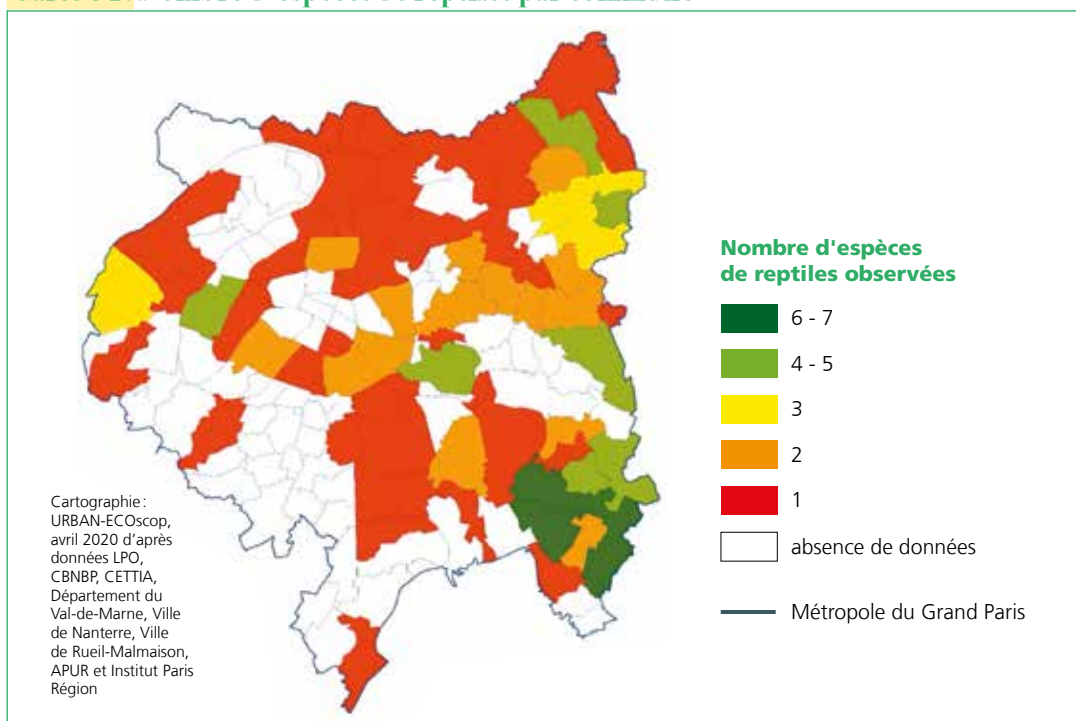 Nombre d'espèces
de reptiles observées
6 - 7
4 - 5
3
2
1
absence de données
Métropole du Grand Paris
Cartographie :
URBAN-ECOscop,
avril 2020 d'après
données LPO,
CBNBP, CETTIA,
Département du
Val-de-Marne, Ville
de Nanterre, Ville
de Rueil-Malmaison,
APUR et Institut Paris
Région